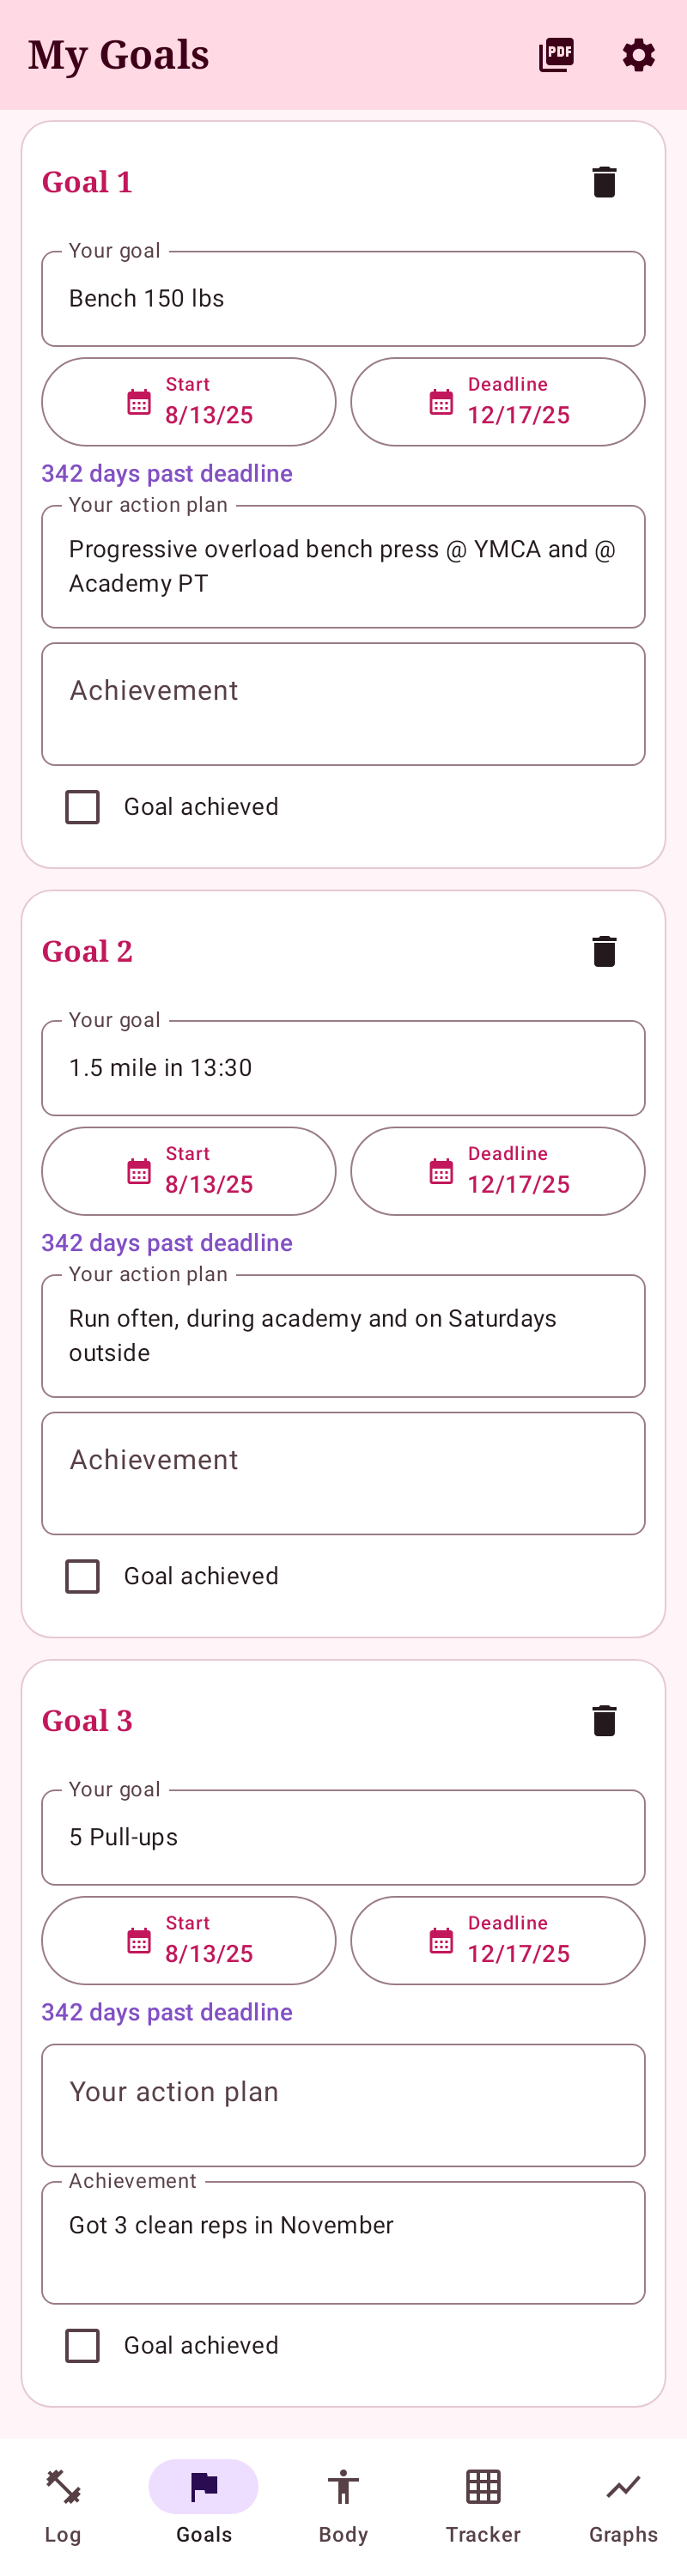 My Goals
PDF
Goal 1
Your goal
Bench 150 lbs
Start
8/13/25
Deadline
12/17/25
342 days past deadline
Your action plan
Progressive overload bench press @ YMCA and @
Academy PT
Achievement
Goal achieved
Goal 2
Your goal
1.5 mile in 13:30
Start
8/13/25
Deadline
12/17/25
342 days past deadline
Your action plan
Run often, during academy and on Saturdays
outside
Achievement
Goal achieved
Goal 3
Your goal
5 Pull-ups
Start
8/13/25
Deadline
12/17/25
342 days past deadline
Your action plan
Achievement
Got 3 clean reps in November
Goal achieved
Log
Goals
Body
Tracker
Graphs